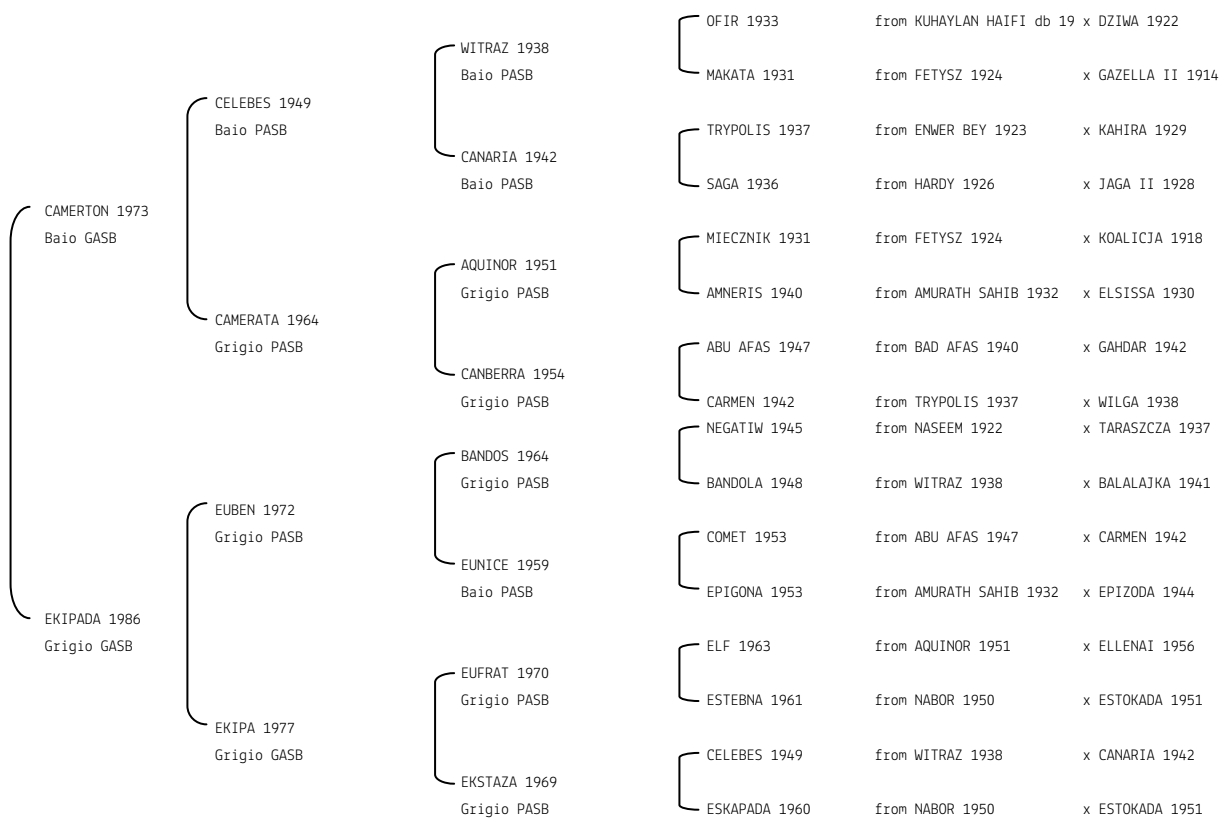 OFIR 1933 from KUHAYLAN HAIFI db 19 x DZIWA 1922
WITRAZ 1938
Baio PASB
MAKATA 1931 from FETYSZ 1924 x GAZELLA II 1914
CELEBES 1949
Baio PASB
TRYPOLIS 1937 from ENWER BEY 1923 x KAHIRA 1929
CANARIA 1942
Baio PASB
SAGA 1936 from HARDY 1926 x JAGA II 1928
CAMERTON 1973
Baio GASB
MIECZNIK 1931 from FETYSZ 1924 x KOALICJA 1918
AQUINOR 1951
Grigio PASB
AMNERIS 1940 from AMURATH SAHIB 1932 x ELSISSA 1930
CAMERATA 1964
Grigio PASB
ABU AFAS 1947 from BAD AFAS 1940 x GAHDAR 1942
CANBERRA 1954
Grigio PASB
CARMEN 1942 from TRYPOLIS 1937 x WILGA 1938
NEGATIW 1945 from NASEEM 1922 x TARASZCZA 1937
BANDOS 1964
Grigio PASB
BANDOLA 1948 from WITRAZ 1938 x BALALAJKA 1941
EUBEN 1972
Grigio PASB
COMET 1953 from ABU AFAS 1947 x CARMEN 1942
EUNICE 1959
Baio PASB
EPIGONA 1953 from AMURATH SAHIB 1932 x EPIZODA 1944
EKIPADA 1986
Grigio GASB
ELF 1963 from AQUINOR 1951 x ELLENAI 1956
EUFRAT 1970
Grigio PASB
ESTEBNA 1961 from NABOR 1950 x ESTOKADA 1951
EKIPA 1977
Grigio GASB
CELEBES 1949 from WITRAZ 1938 x CANARIA 1942
EKSTAZA 1969
Grigio PASB
ESKAPADA 1960 from NABOR 1950 x ESTOKADA 1951